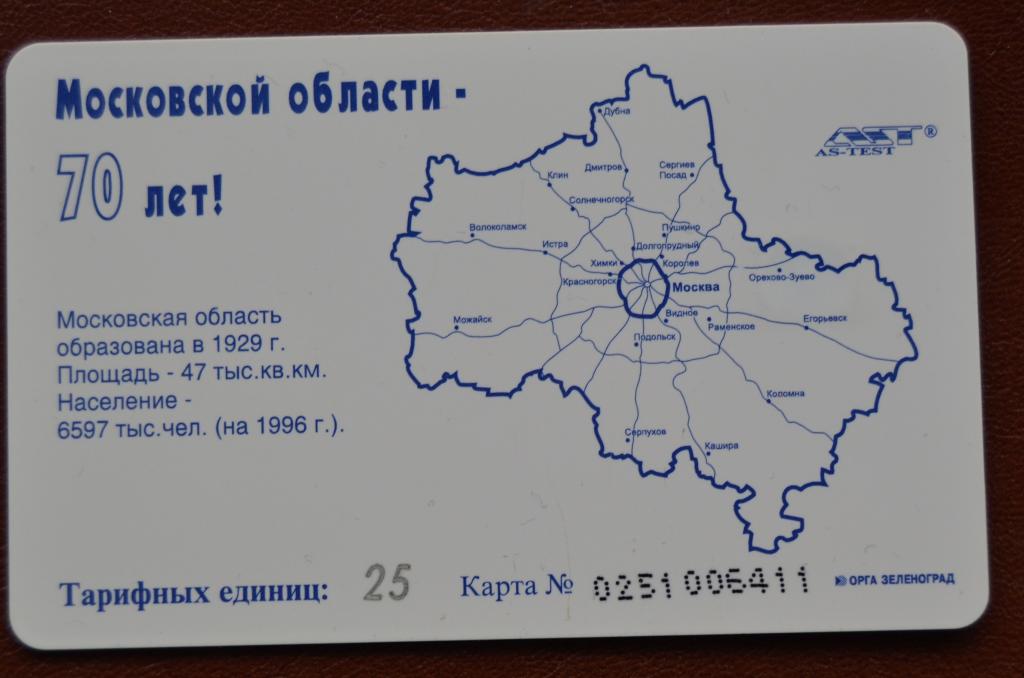 Московской области -
70 лет!
AST®
AS-TEST
Московская область
образована в 1929 г.
Площадь - 47 тыс.кв.км.
Население -
6597 тыс.чел. (на 1996 г.).
Дубна
Дмитров
Сергиев
Посад
Клин
Солнечногорск
Волоколамск
Истра
Пушкино
Долгопрудный
Химки
Королев
Красногорск
Москва
Орехово-Зуево
Можайск
Видное
Раменское
Егорьевск
Подольск
Коломна
Серпухов
Кашира
Тарифных единиц: 25 Карта № 0251006411 ОРГА ЗЕЛЕНОГРАД